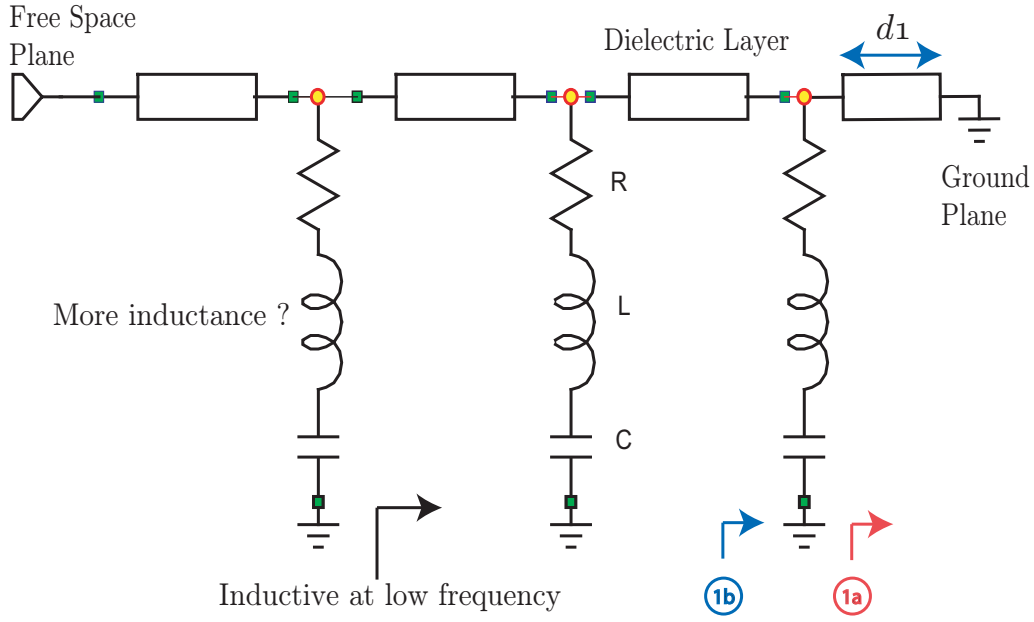 Free Space
Plane
Dielectric Layer
d1
R
Ground
Plane
More inductance ?
L
C
Inductive at low frequency
1b
1a